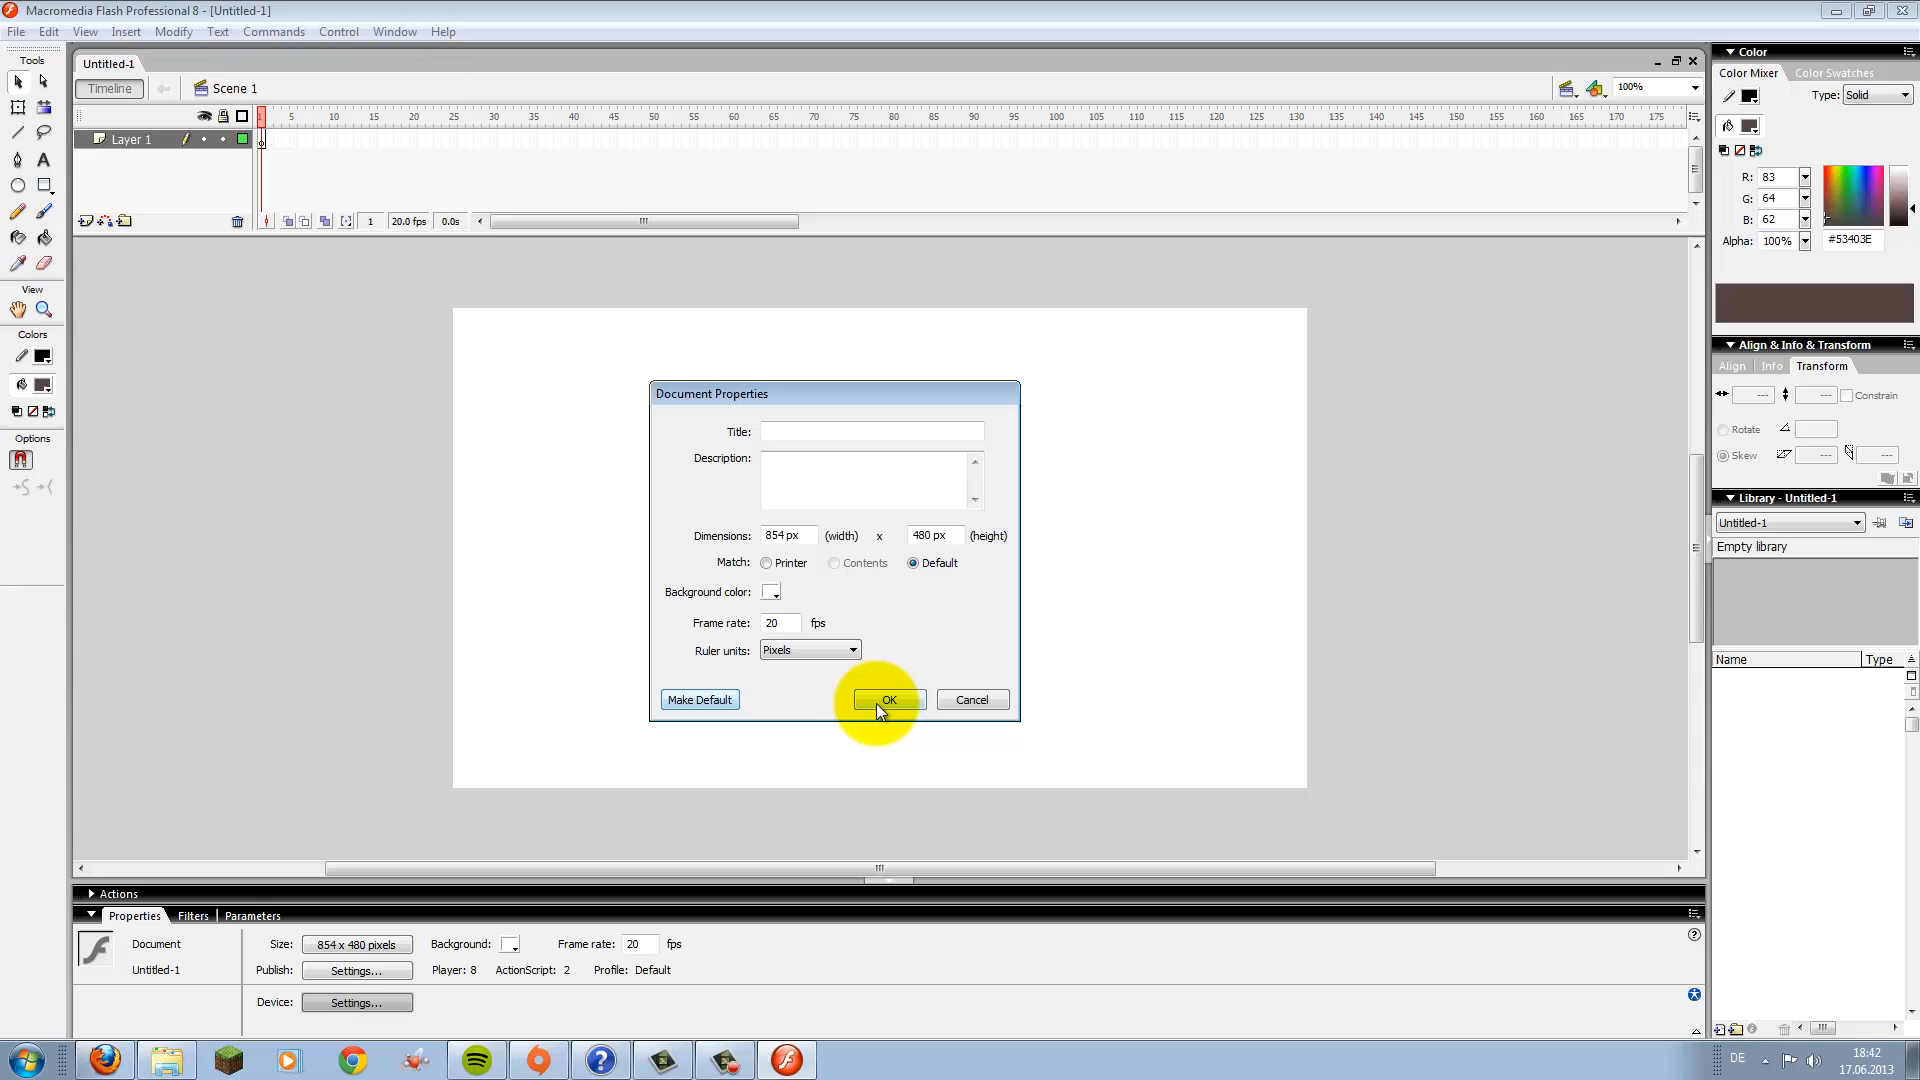 Macromedia Flash Professional 8 - [Untitled-1]
File Edit View Insert Modify Text Commands Control Window Help
Tools
View
Colors
Options
Untitled-1
Timeline
Scene 1
100%
1 5 10 15 20 25 30 35 40 45 50 55 60 65 70 75 80 85 90 95 100 105 110 115 120 125 130 135 140 145 150 155 160 165 170 175
Layer 1
1 20.0 fps 0.0s
Document Properties
Title:
Description:
Dimensions: 854 px (width) x 480 px (height)
Match: Printer Contents Default
Background color:
Frame rate: 20 fps
Ruler units: Pixels
Make Default OK Cancel
Actions
Properties Filters Parameters
Document
Untitled-1
Size: 854 x 480 pixels Background: Frame rate: 20 fps
Publish: Settings... Player: 8 ActionScript: 2 Profile: Default
Device: Settings...
Color
Color Mixer Color Swatches
Type: Solid
R: 83
G: 64
B: 62
Alpha: 100% #53403E
Align & Info & Transform
Align Info Transform
--- --- Constrain
Rotate
Skew --- ---
Library - Untitled-1
Untitled-1
Empty library
Name Type
DE 18:42
17.06.2013